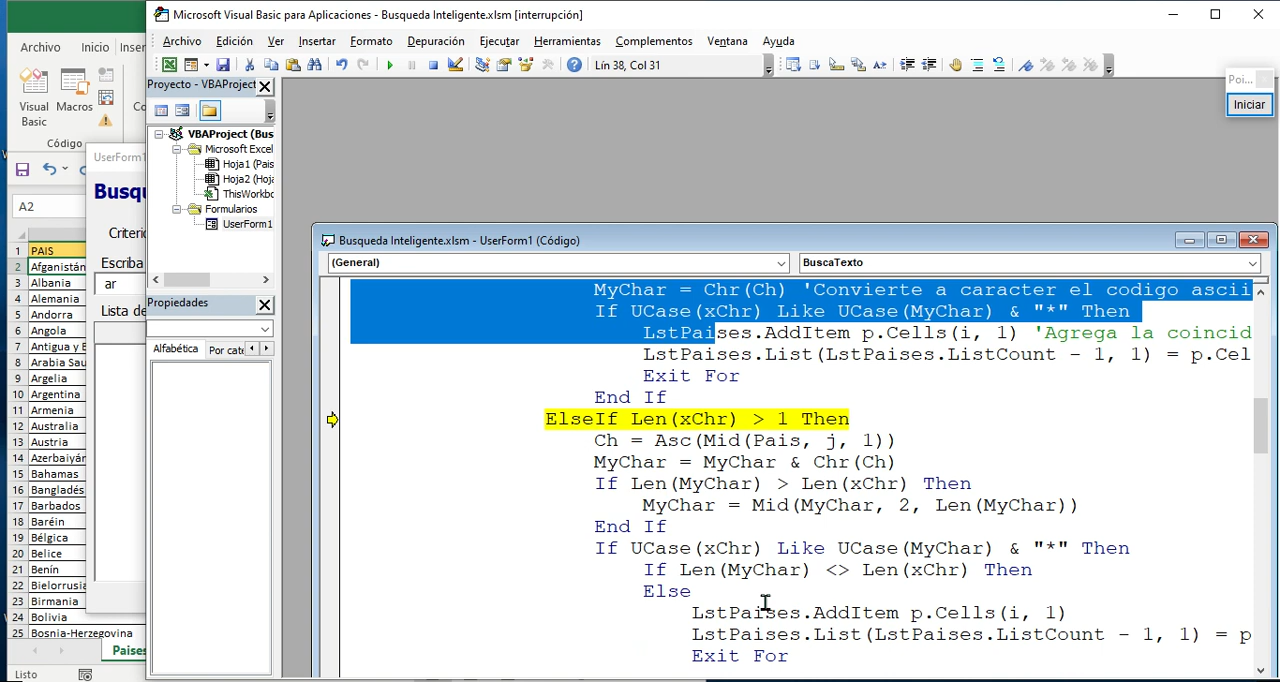 Microsoft Visual Basic para Aplicaciones - Busqueda Inteligente.xlsm [interrupción]
Archivo Inicio Inser
Archivo Edición Ver Insertar Formato Depuración Ejecutar Herramientas Complementos Ventana Ayuda
Lín 38, Col 31
Visual Basic
Macros
Código
Proyecto - VBAProject
VBAProject (Bus
Microsoft Excel
Hoja1 (Pais
Hoja2 (Hoja
ThisWorkbo
Formularios
UserForm1
Propiedades
Alfabética Por cate
Poi...
Iniciar
UserForm1
Busqu
Criterio
Escriba
ar
Lista de
A2
1 PAIS
2 Afganistán
3 Albania
4 Alemania
5 Andorra
6 Angola
7 Antigua y B
8 Arabia Sau
9 Argelia
10 Argentina
11 Armenia
12 Australia
13 Austria
14 Azerbaiyán
15 Bahamas
16 Bangladés
17 Barbados
18 Baréin
19 Bélgica
20 Belice
21 Benín
22 Bielorrusia
23 Birmania
24 Bolivia
25 Bosnia-Herzegovina
Paises
Listo
Busqueda Inteligente.xlsm - UserForm1 (Código)
(General) BuscaTexto
MyChar = Chr(Ch) 'Convierte a caracter el codigo ascii
If UCase(xChr) Like UCase(MyChar) & "*" Then
LstPaises.AddItem p.Cells(i, 1) 'Agrega la coincid
LstPaises.List(LstPaises.ListCount - 1, 1) = p.Cel
Exit For
End If
ElseIf Len(xChr) > 1 Then
Ch = Asc(Mid(Pais, j, 1))
MyChar = MyChar & Chr(Ch)
If Len(MyChar) > Len(xChr) Then
MyChar = Mid(MyChar, 2, Len(MyChar))
End If
If UCase(xChr) Like UCase(MyChar) & "*" Then
If Len(MyChar) <> Len(xChr) Then
Else
LstPaises.AddItem p.Cells(i, 1)
LstPaises.List(LstPaises.ListCount - 1, 1) = p
Exit For